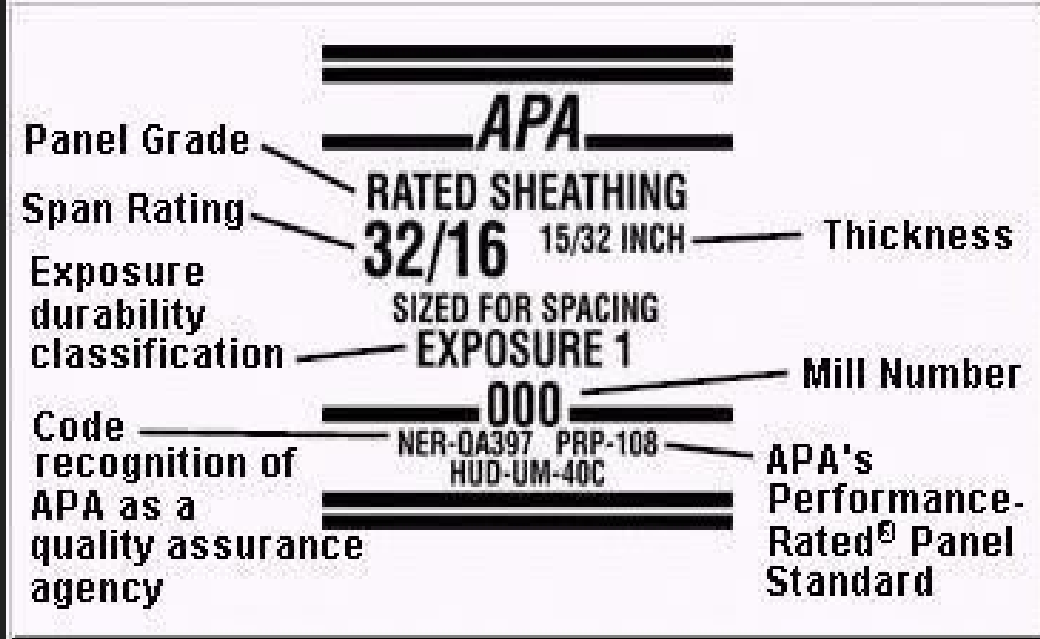 APA
Panel Grade
RATED SHEATHING
Span Rating
32/16
15/32 INCH
Thickness
Exposure
durability
classification
SIZED FOR SPACING
EXPOSURE 1
000
Mill Number
Code
recognition of
APA as a
quality assurance
agency
NER-QA397 PRP-108
HUD-UM-40C
APA's
Performance-
Rated® Panel
Standard